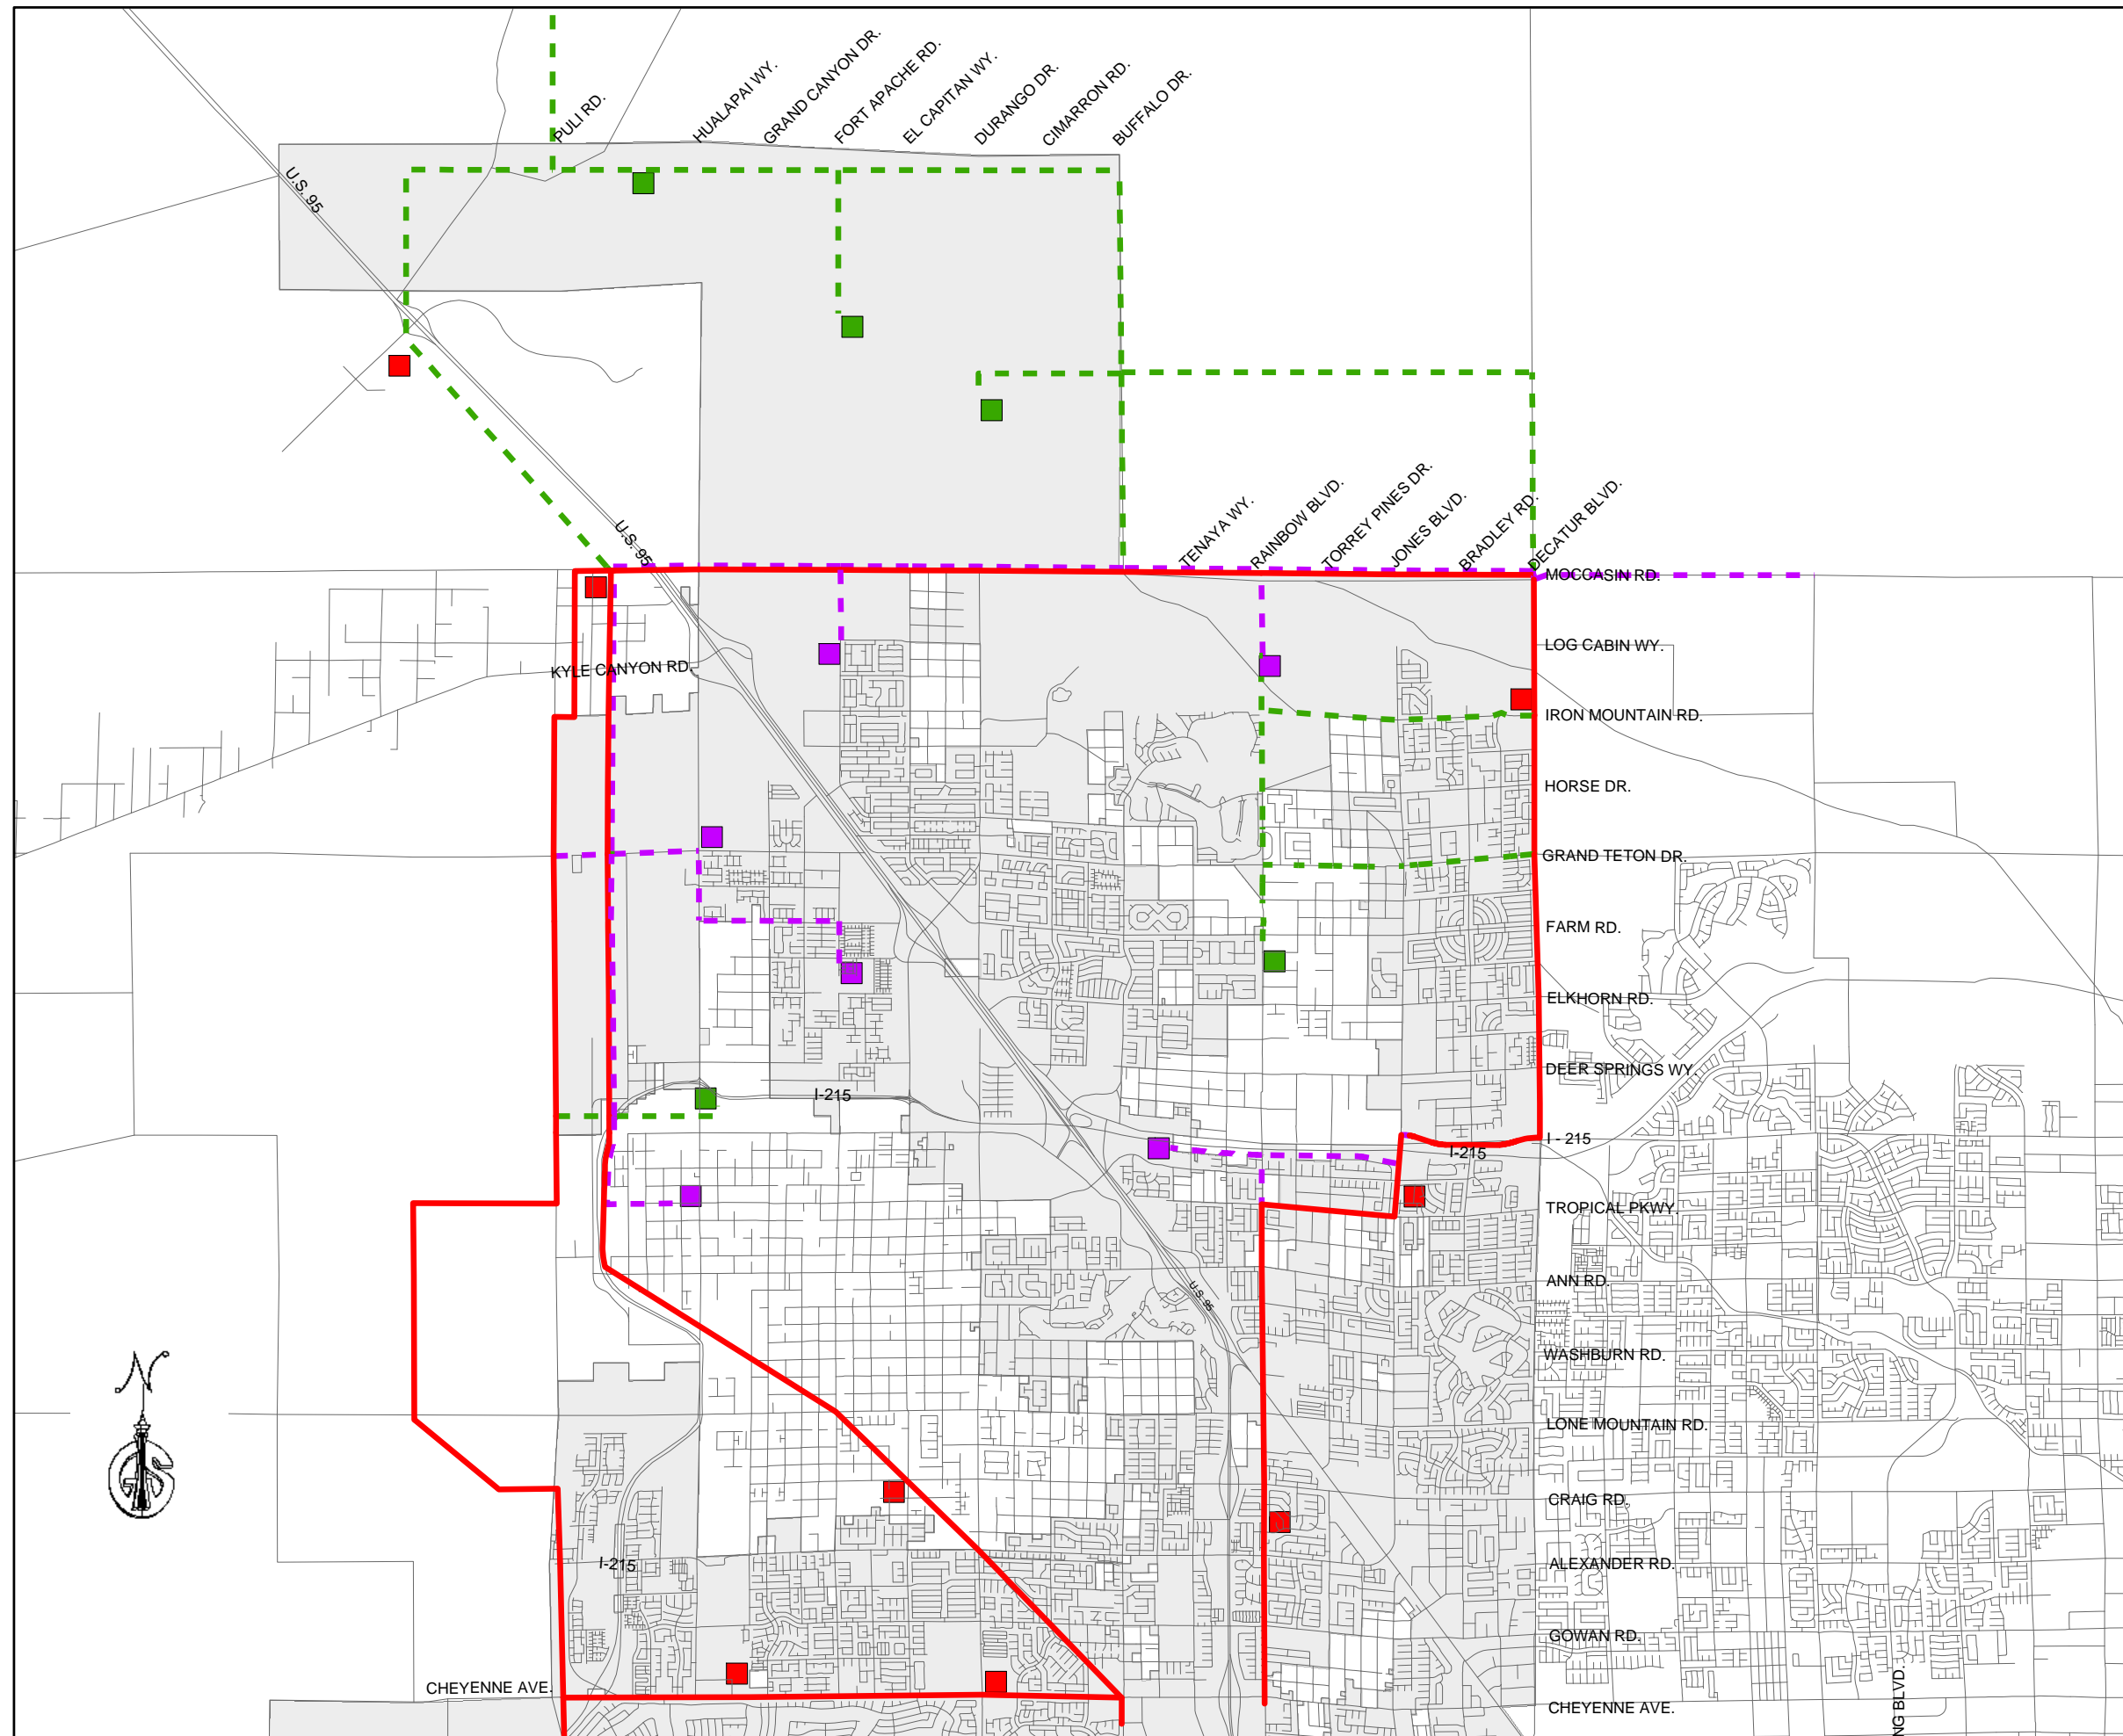 PULI RD.
HUALAPAI WY.
GRAND CANYON DR.
FORT APACHE RD.
EL CAPITAN WY.
DURANGO DR.
CIMARRON RD.
BUFFALO DR.
U.S. 95
U.S. 95
TENAYA WY.
RAINBOW BLVD.
TORREY PINES DR.
JONES BLVD.
BRADLEY RD.
DECATUR BLVD.
MOCCASIN RD.
LOG CABIN WY.
KYLE CANYON RD.
IRON MOUNTAIN RD.
HORSE DR.
GRAND TETON DR.
FARM RD.
ELKHORN RD.
DEER SPRINGS WY.
I-215
I - 215
I-215
TROPICAL PKWY.
ANN RD.
U.S. 95
WASHBURN RD.
N
LONE MOUNTAIN RD.
CRAIG RD.
I-215
ALEXANDER RD.
GOWAN RD.
CHEYENNE AVE.
CHEYENNE AVE.
NG BLVD.